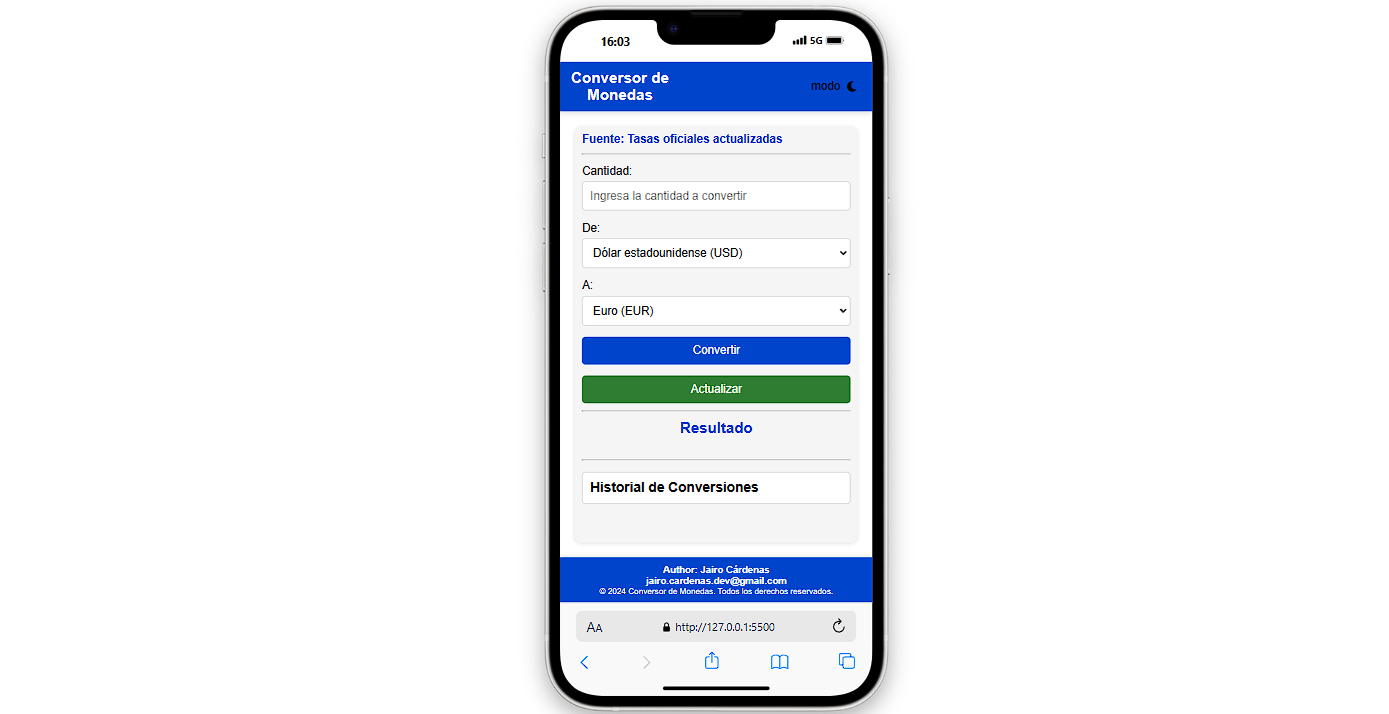 16:03
5G
Conversor de
Monedas
modo
Fuente: Tasas oficiales actualizadas
Cantidad:
Ingresa la cantidad a convertir
De:
Dólar estadounidense (USD)
A:
Euro (EUR)
Convertir
Actualizar
Resultado
Historial de Conversiones
Author: Jairo Cárdenas
jairo.cardenas.dev@gmail.com
© 2024 Conversor de Monedas. Todos los derechos reservados.
AA
http://127.0.0.1:5500